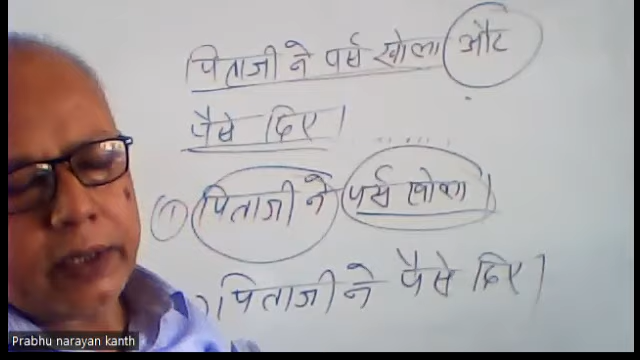 पिताजी ने पर्स खोला और
पैसे दिए।
(1) पिताजी ने पर्स खोला।
) पिताजी ने पैसे दिए।
Prabhu narayan kanth